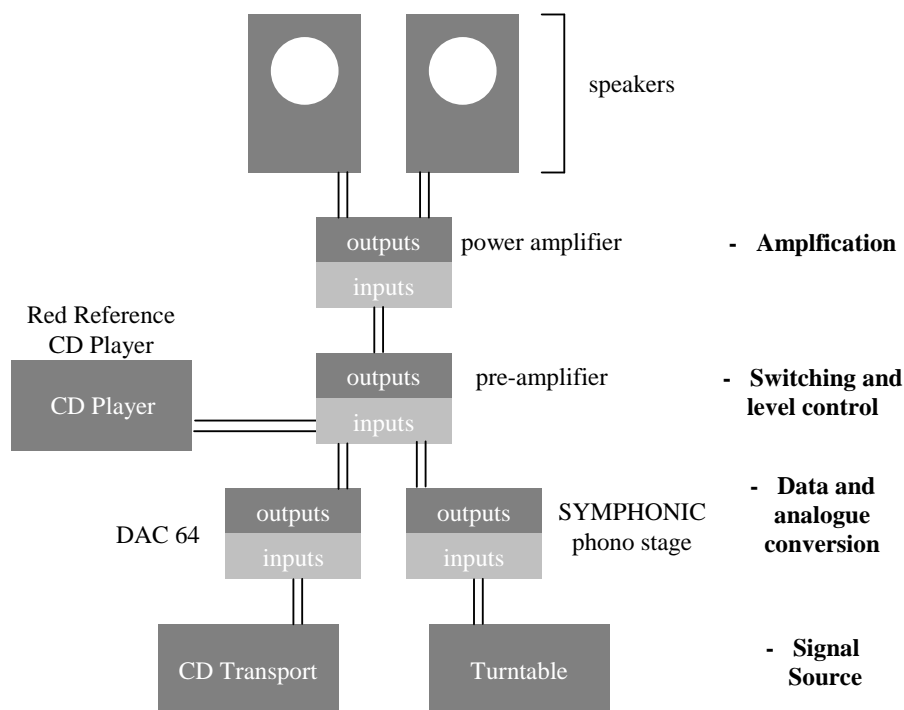 speakers
outputs
power amplifier
- Amplfication
inputs
Red Reference
CD Player
CD Player
outputs
pre-amplifier
- Switching and
level control
inputs
DAC 64
outputs
inputs
outputs
inputs
SYMPHONIC
phono stage
- Data and
analogue
conversion
CD Transport
Turntable
- Signal
Source